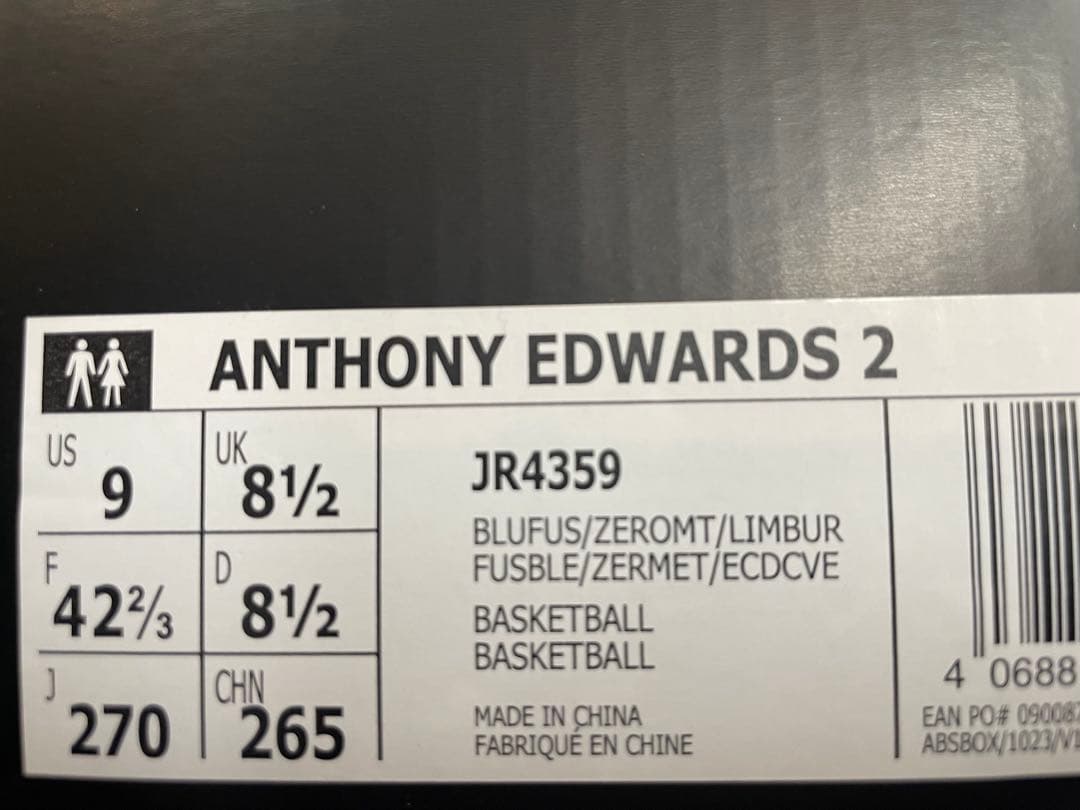 ANTHONY EDWARDS 2
US 9
UK 8½
F 42⅔
D 8½
J 270
CHN 265
JR4359
BLUFUS/ZEROMT/LIMBUR
FUSBLE/ZERMET/ECDCVE
BASKETBALL
BASKETBALL
MADE IN CHINA
FABRIQUÉ EN CHINE
4 0688
EAN PO# 09008
ABSBOX/1023/V1